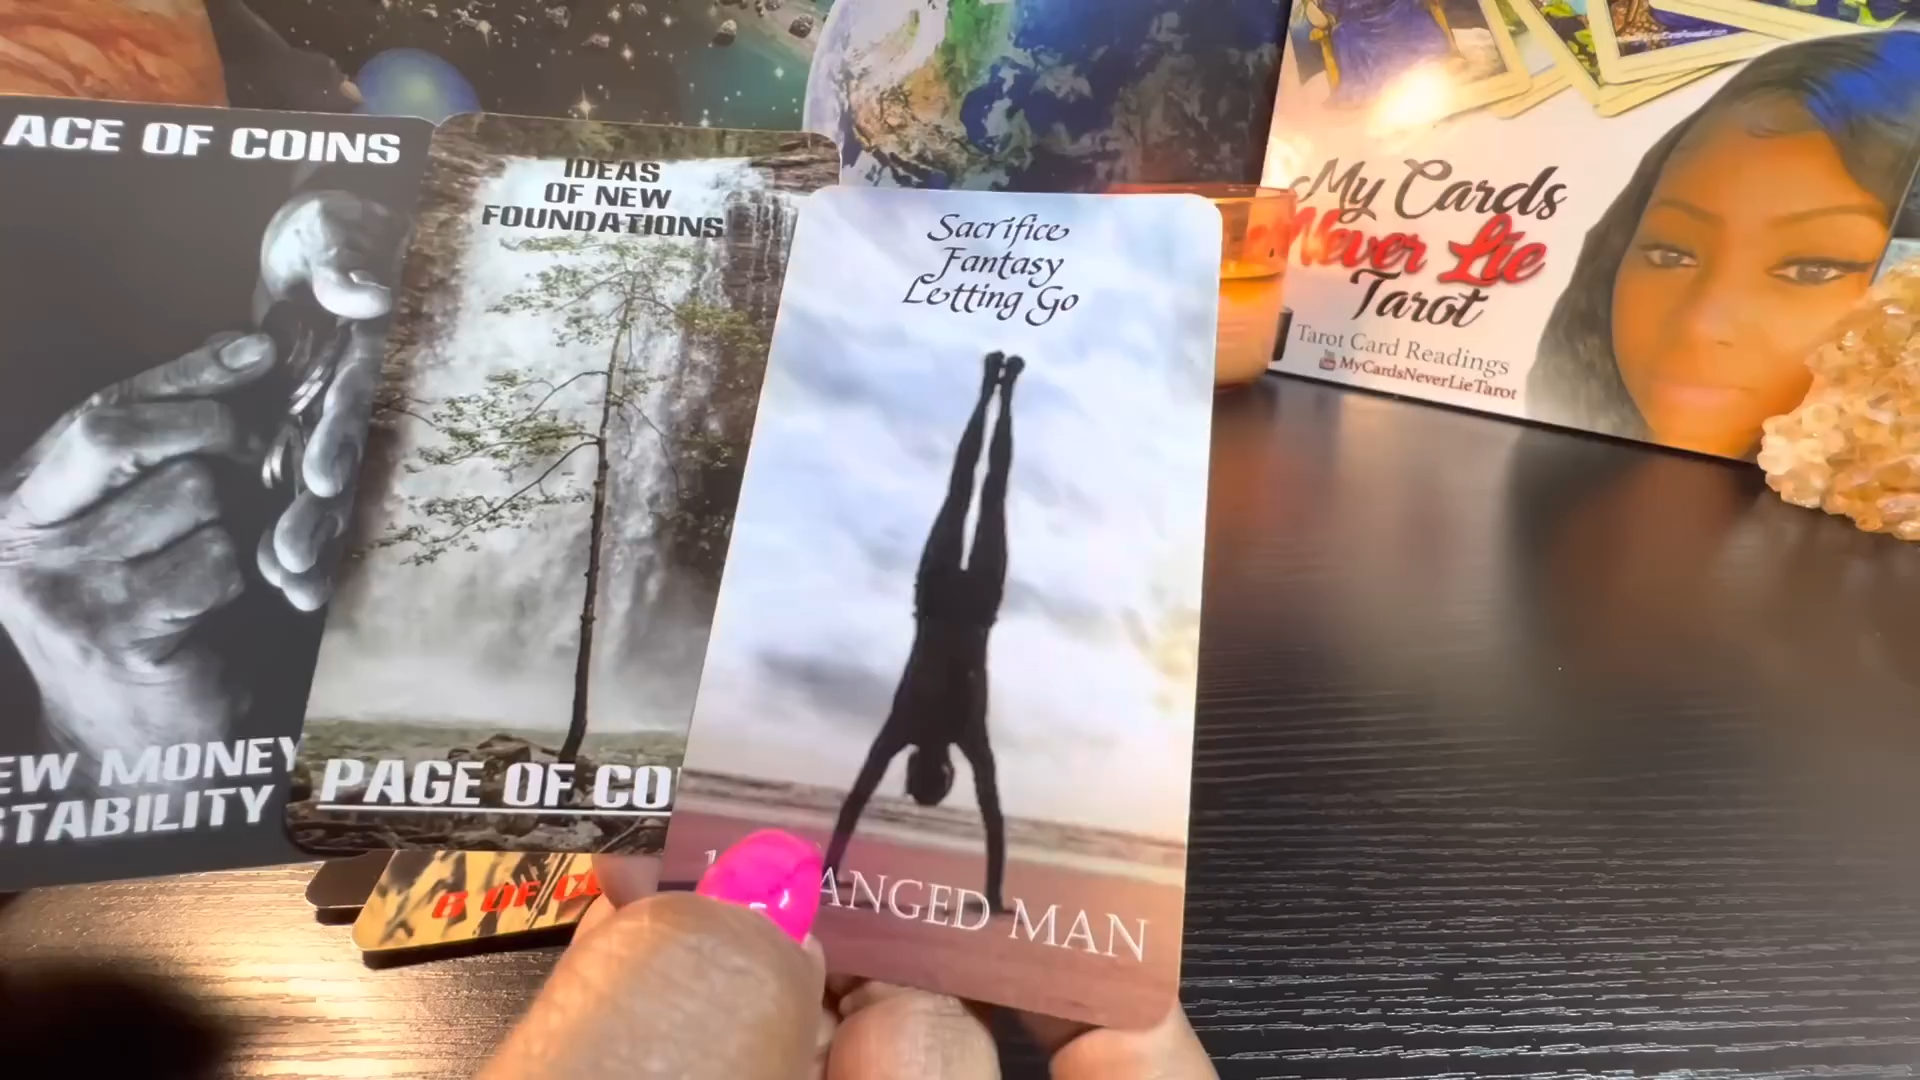 ACE OF COINS
EW MONEY
STABILITY
IDEAS
OF NEW
FOUNDATIONS
PAGE OF CO
Sacrifice
Fantasy
Letting Go
ANGED MAN
My Cards
Never Lie
Tarot
Tarot Card Readings
MyCardsNeverLieTarot
OF